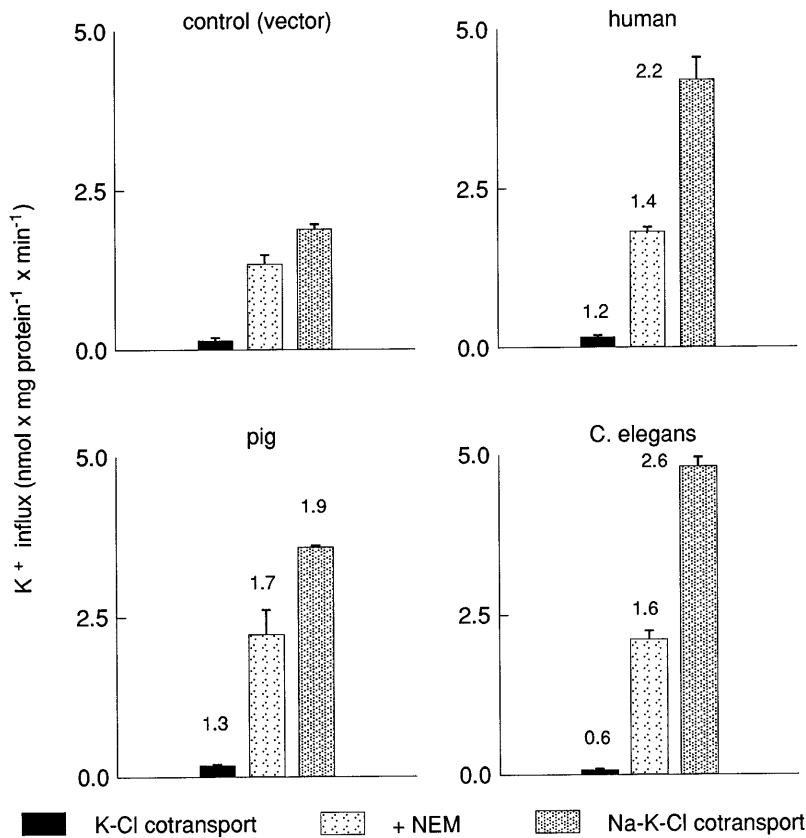 K⁺ influx (nmol x mg protein⁻¹ x min⁻¹)
control (vector)
5.0
2.5
0.0
human
5.0
2.5
0.0
1.2
1.4
2.2
pig
5.0
2.5
0.0
1.3
1.7
1.9
C. elegans
5.0
2.5
0.0
0.6
1.6
2.6
K-Cl cotransport
+ NEM
Na-K-Cl cotransport